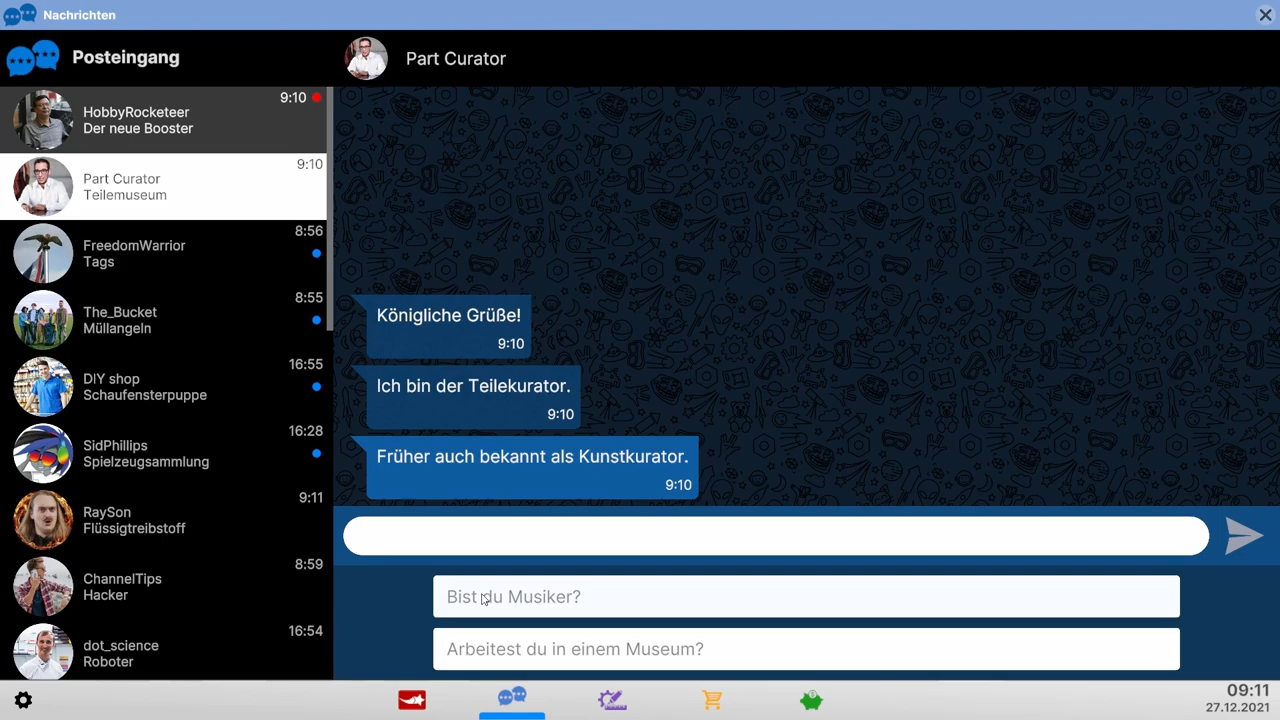 Nachrichten
Posteingang
HobbyRocketeer
9:10
Der neue Booster
Part Curator
9:10
Teilemuseum
FreedomWarrior
8:56
Tags
The_Bucket
8:55
Müllangeln
DIY shop
16:55
Schaufensterpuppe
SidPhillips
16:28
Spielzeugsammlung
RaySon
9:11
Flüssigtreibstoff
ChannelTips
8:59
Hacker
dot_science
16:54
Roboter
Part Curator
Königliche Grüße!
9:10
Ich bin der Teilekurator.
9:10
Früher auch bekannt als Kunstkurator.
9:10
Bist du Musiker?
Arbeitest du in einem Museum?
09:11
27.12.2021